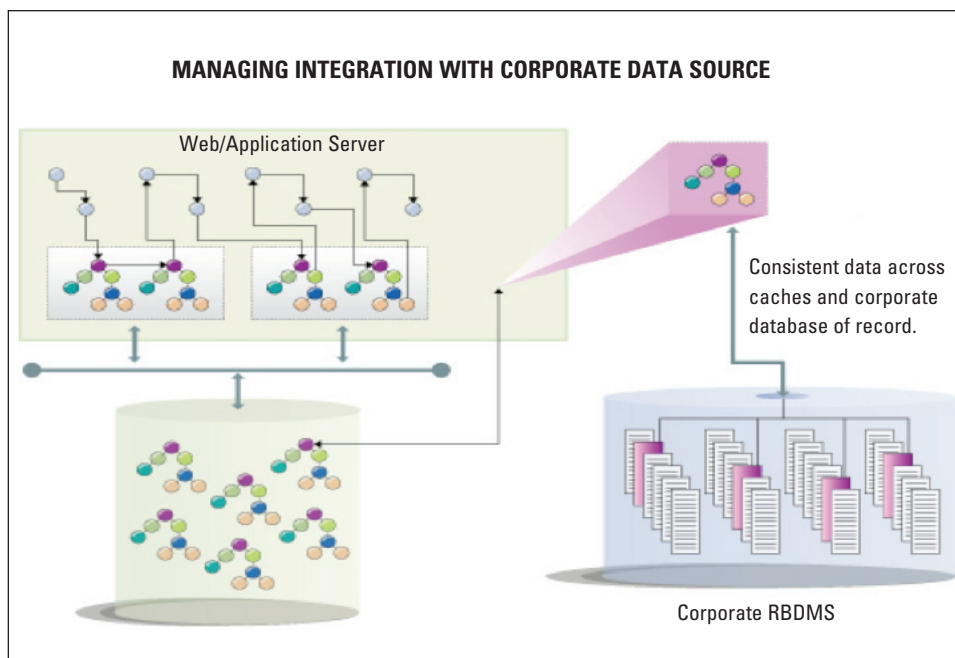 MANAGING INTEGRATION WITH CORPORATE DATA SOURCE
Web/Application Server
Consistent data across
caches and corporate
database of record.
Corporate RBDMS